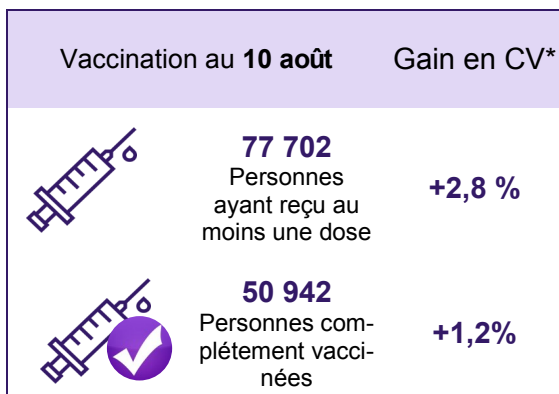 Vaccination au 10 août
Gain en CV*
77 702
Personnes
ayant reçu au
moins une dose
+2,8 %
50 942
Personnes com-
plétement vacci-
nées
+1,2%